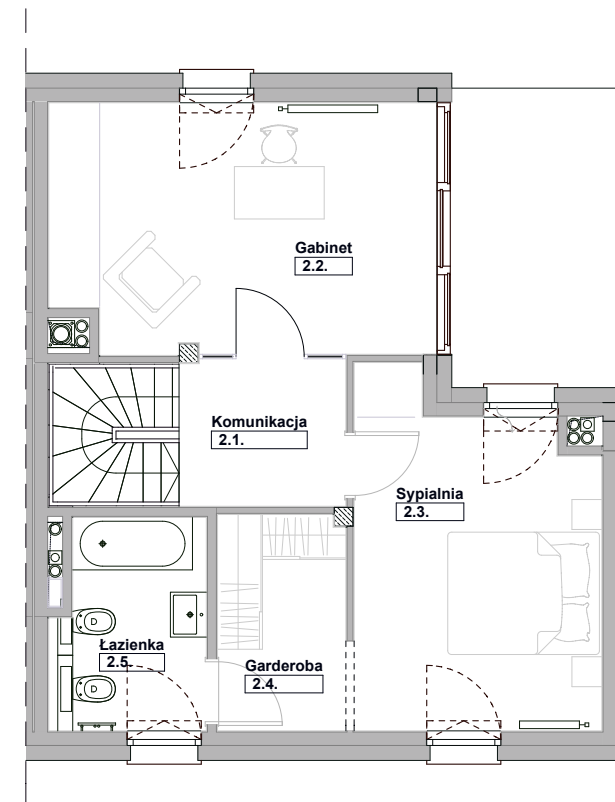 Gabinet
2.2.
Komunikacja
2.1.
Sypialnia
2.3.
Łazienka
2.5.
Garderoba
2.4.